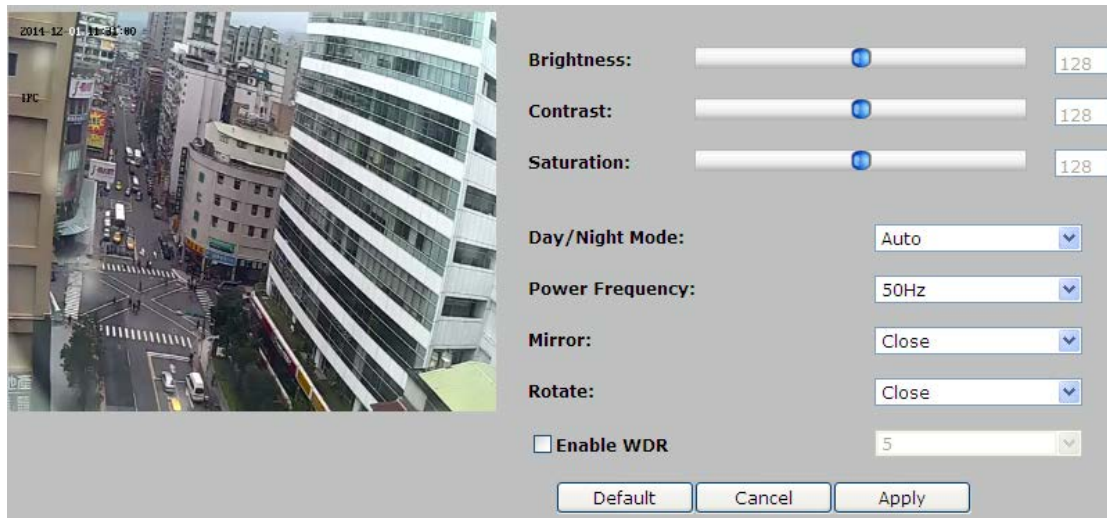 2014-12-01 11:31:00
IPC
Brightness: 128
Contrast: 128
Saturation: 128
Day/Night Mode: Auto
Power Frequency: 50Hz
Mirror: Close
Rotate: Close
Enable WDR 5
Default Cancel Apply